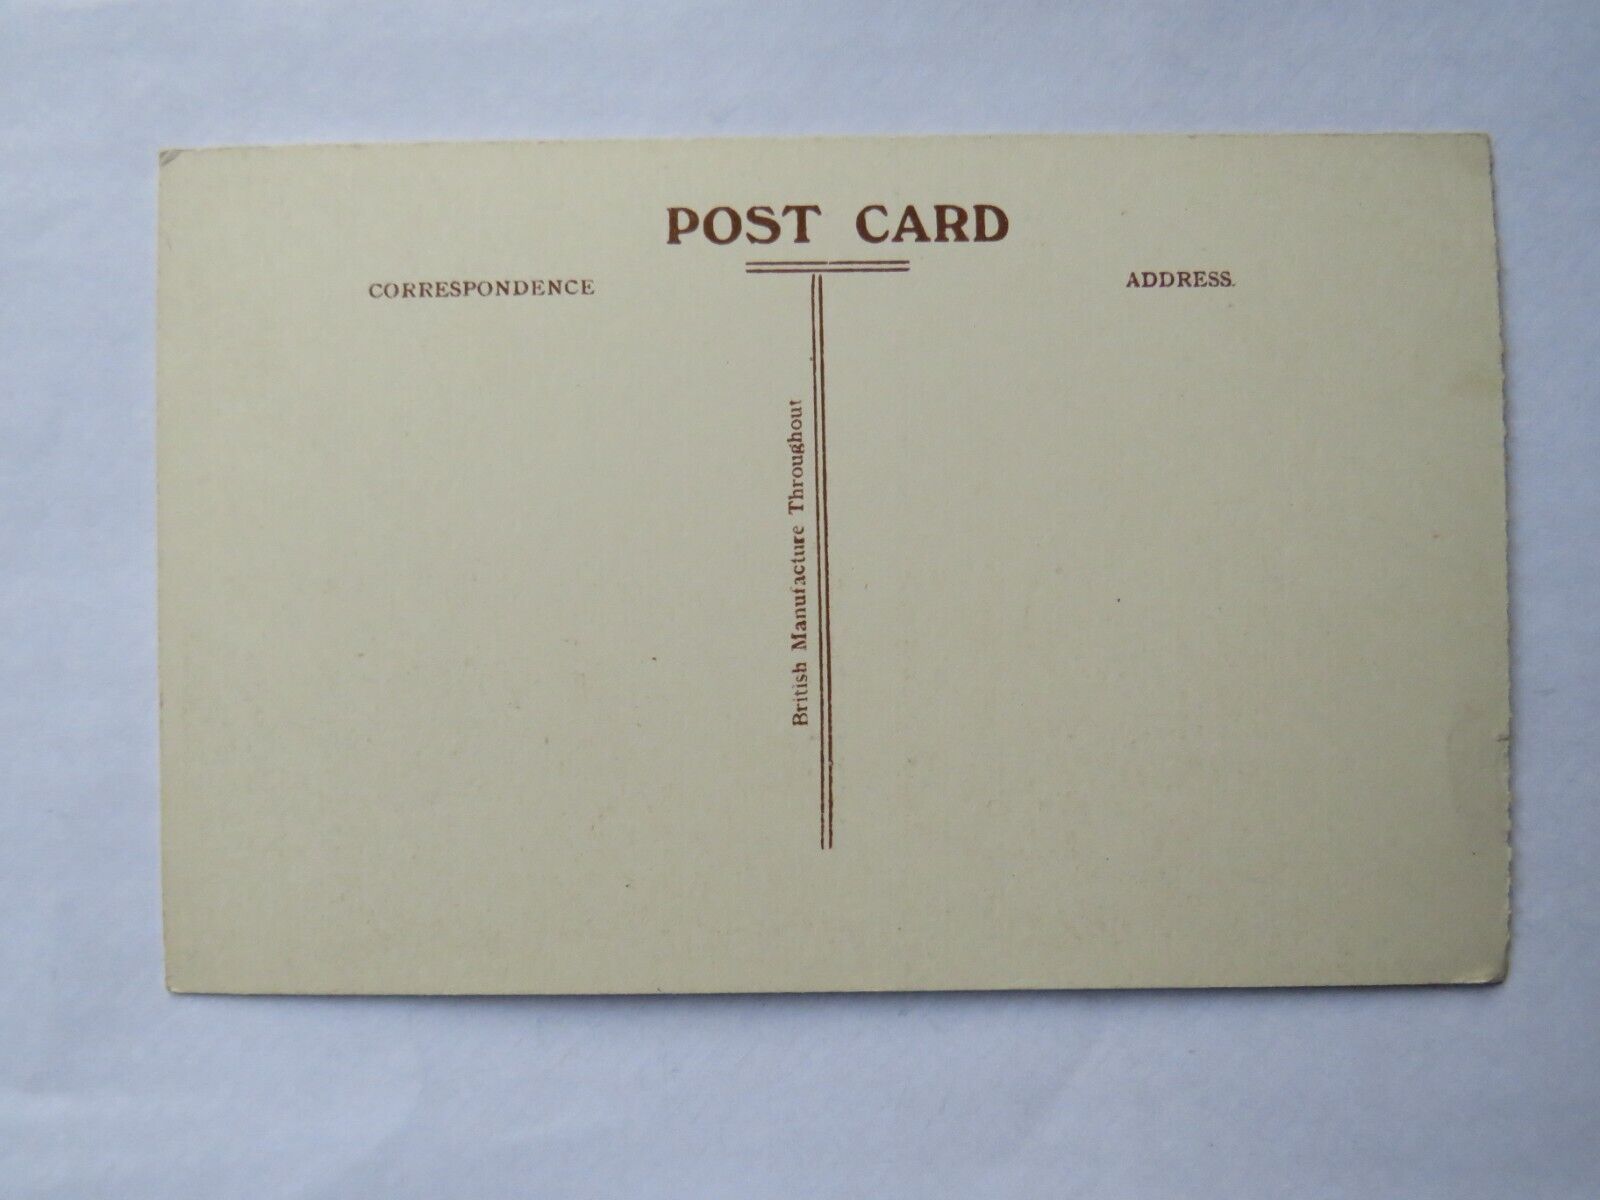 POST CARD
CORRESPONDENCE
ADDRESS.
British Manufacture Throughout